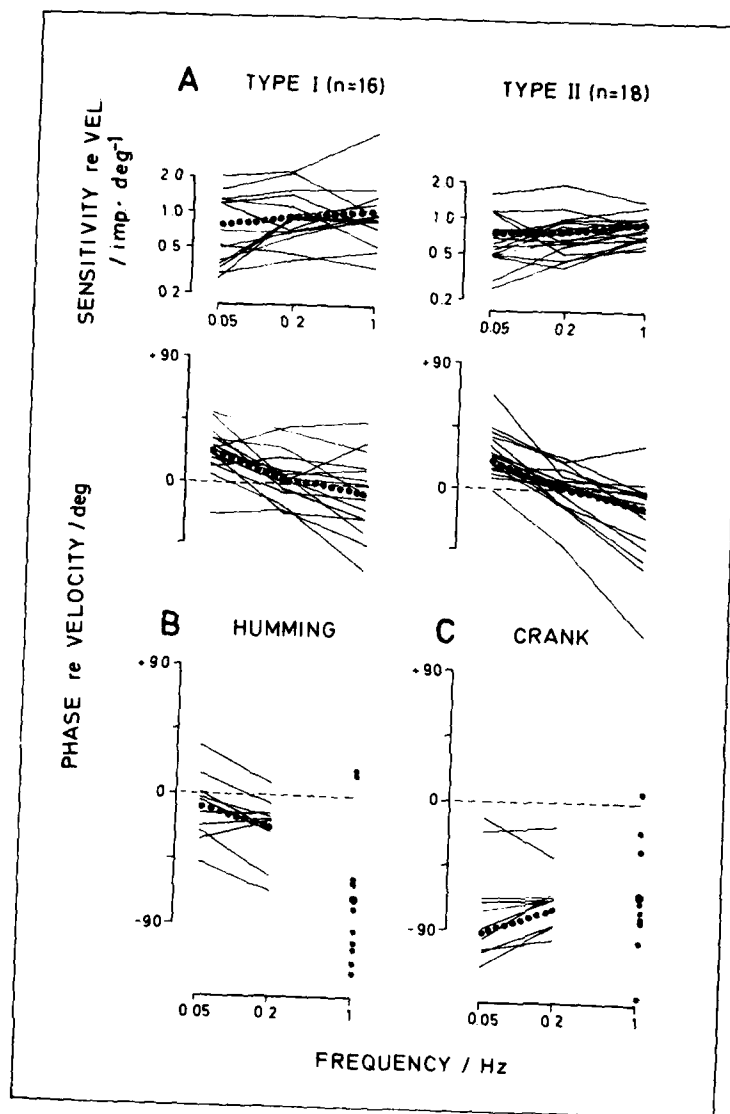 A TYPE I (n=16) TYPE II (n=18)
SENSITIVITY re VEL.
/ imp· deg⁻¹
2.0
1.0
0.5
0.2
0.05 0.2 1
2.0
1.0
0.5
0.2
0.05 0.2 1
PHASE re VELOCITY / deg
+90
0
+90
0
B HUMMING
+90
0
-90
0.05 0.2 1
C CRANK
+90
0
-90
0.05 0.2 1
FREQUENCY / Hz